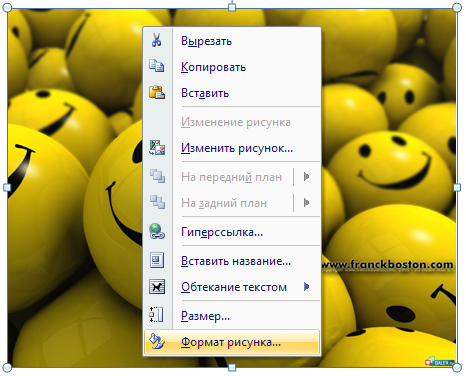 Вырезать
Копировать
Вставить
Изменение рисунка
Изменить рисунок...
На передний план
На задний план
Гиперссылка...
www.franckboston.com
Вставить название...
Обтекание текстом
Размер...
Формат рисунка...